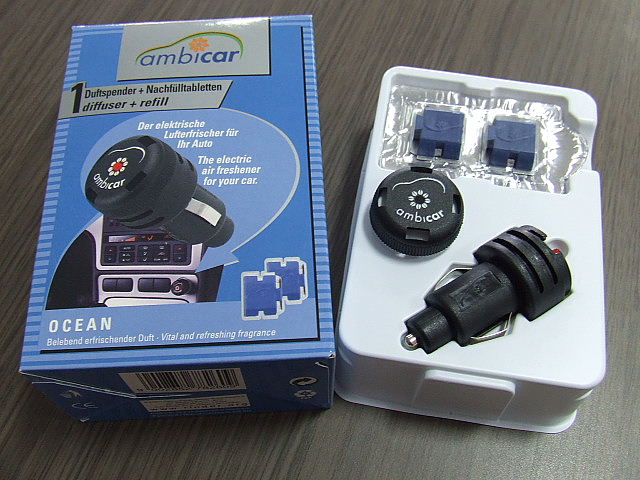 ambicar
1 Duftspender + Nachfülltabletten
diffuser + refill
Der elektrische
Lufterfrischer für
Ihr Auto
The electric
air freshener
for your car.
ambicar
OCEAN
Belebend erfrischender Duft - Vital and refreshing fragrance
CE
ambicar